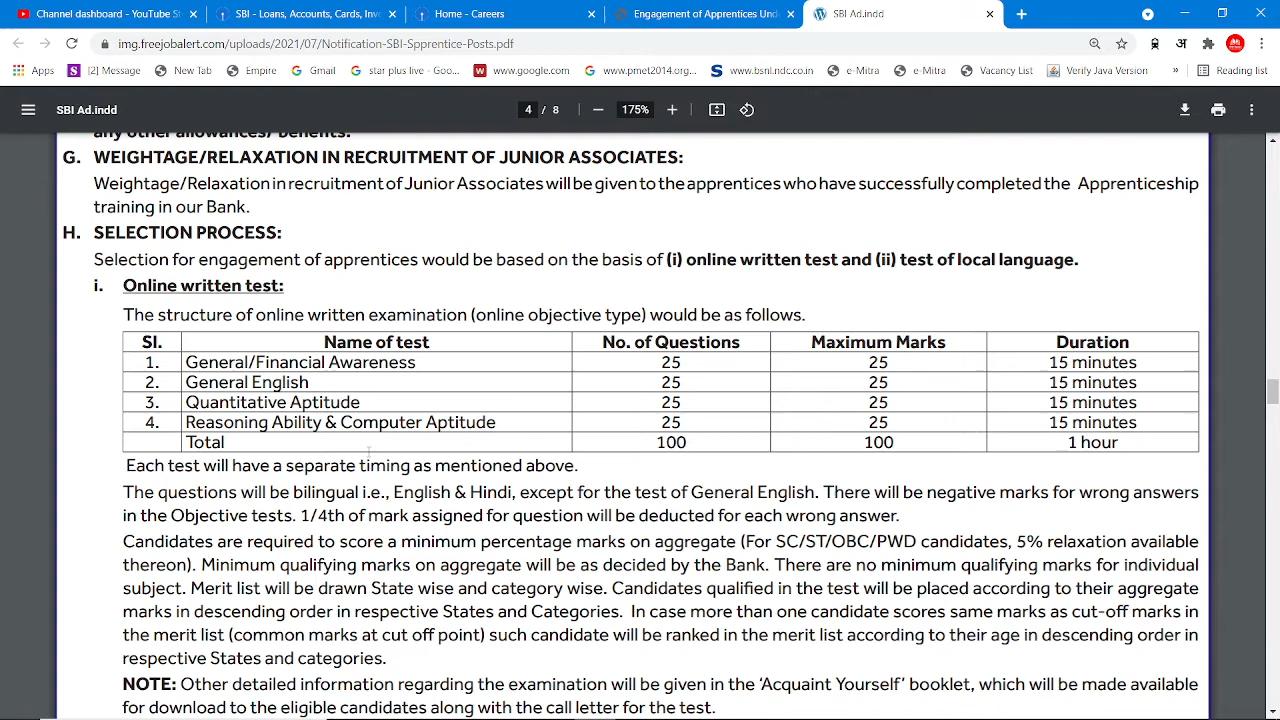 Channel dashboard - YouTube St
SBI - Loans, Accounts, Cards, Inve
Home - Careers
Engagement of Apprentices Und
SBI Ad.indd
img.freejobalert.com/uploads/2021/07/Notification-SBI-Spprentice-Posts.pdf
Apps
[2] Message
New Tab
Empire
Gmail
star plus live - Goo...
www.google.com
www.pmet2014.org...
www.bsnl.ndc.co.in
e-Mitra
e-Mitra
Vacancy List
Verify Java Version
»
Reading list
SBI Ad.indd
4 / 8
175%
any other allowances/ benefits.
G. WEIGHTAGE/RELAXATION IN RECRUITMENT OF JUNIOR ASSOCIATES:
Weightage/Relaxation in recruitment of Junior Associates will be given to the apprentices who have successfully completed the Apprenticeship
training in our Bank.
H. SELECTION PROCESS:
Selection for engagement of apprentices would be based on the basis of (i) online written test and (ii) test of local language.
i. Online written test:
The structure of online written examination (online objective type) would be as follows.
Sl. Name of test No. of Questions Maximum Marks Duration
1. General/Financial Awareness 25 25 15 minutes
2. General English 25 25 15 minutes
3. Quantitative Aptitude 25 25 15 minutes
4. Reasoning Ability & Computer Aptitude 25 25 15 minutes
Total 100 100 1 hour
Each test will have a separate timing as mentioned above.
The questions will be bilingual i.e., English & Hindi, except for the test of General English. There will be negative marks for wrong answers
in the Objective tests. 1/4th of mark assigned for question will be deducted for each wrong answer.
Candidates are required to score a minimum percentage marks on aggregate (For SC/ST/OBC/PWD candidates, 5% relaxation available
thereon). Minimum qualifying marks on aggregate will be as decided by the Bank. There are no minimum qualifying marks for individual
subject. Merit list will be drawn State wise and category wise. Candidates qualified in the test will be placed according to their aggregate
marks in descending order in respective States and Categories. In case more than one candidate scores same marks as cut-off marks in
the merit list (common marks at cut off point) such candidate will be ranked in the merit list according to their age in descending order in
respective States and categories.
NOTE: Other detailed information regarding the examination will be given in the ‘Acquaint Yourself’ booklet, which will be made available
for download to the eligible candidates along with the call letter for the test.